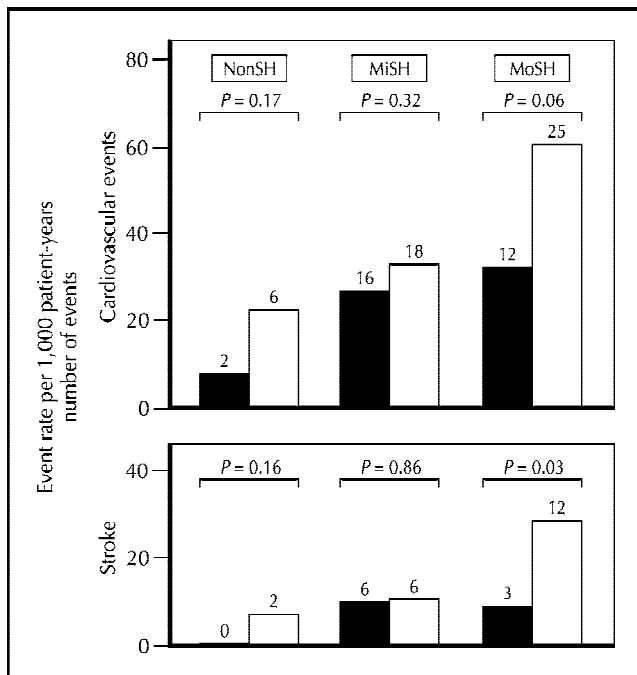 Event rate per 1,000 patient-years
number of events
Cardiovascular events
80
60
40
20
0
NonSH
MiSH
MoSH
P = 0.17
P = 0.32
P = 0.06
2
6
16
18
12
25
Stroke
40
20
0
P = 0.16
P = 0.86
P = 0.03
0
2
6
6
3
12